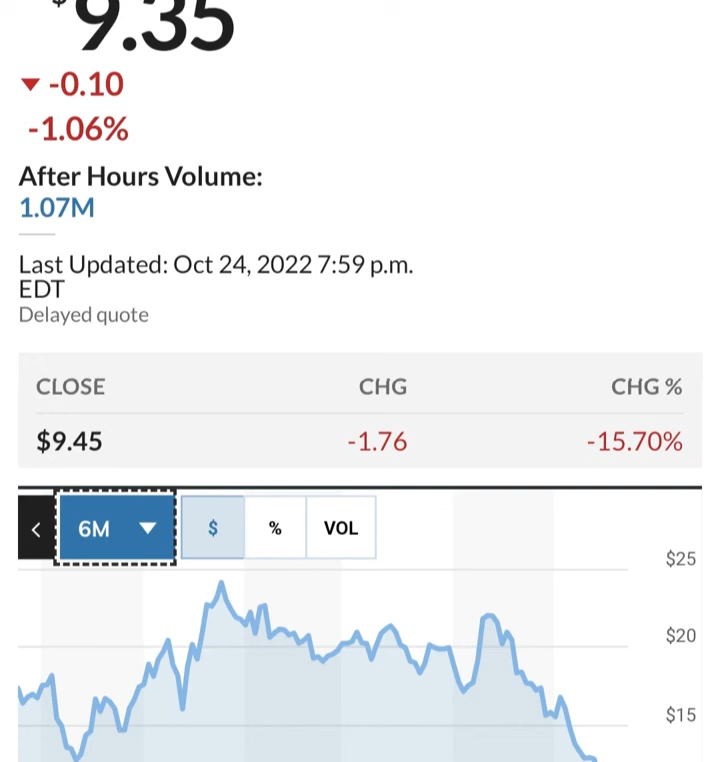 $9.35
-0.10
-1.06%
After Hours Volume:
1.07M
Last Updated: Oct 24, 2022 7:59 p.m.
EDT
Delayed quote
CLOSE CHG CHG %
$9.45 -1.76 -15.70%
6M $ % VOL
$25
$20
$15